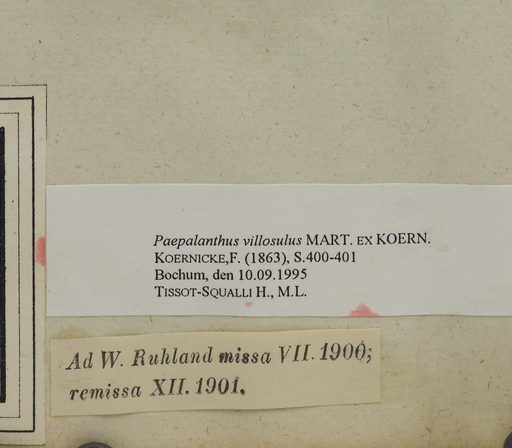 Paepalanthus villosulus MART. EX KOERN.
KOERNICKE,F. (1863), S.400-401
Bochum, den 10.09.1995
TISSOT-SQUALLI H., M.L.
Ad W. Ruhland missa VII. 1900;
remissa XII. 1901.